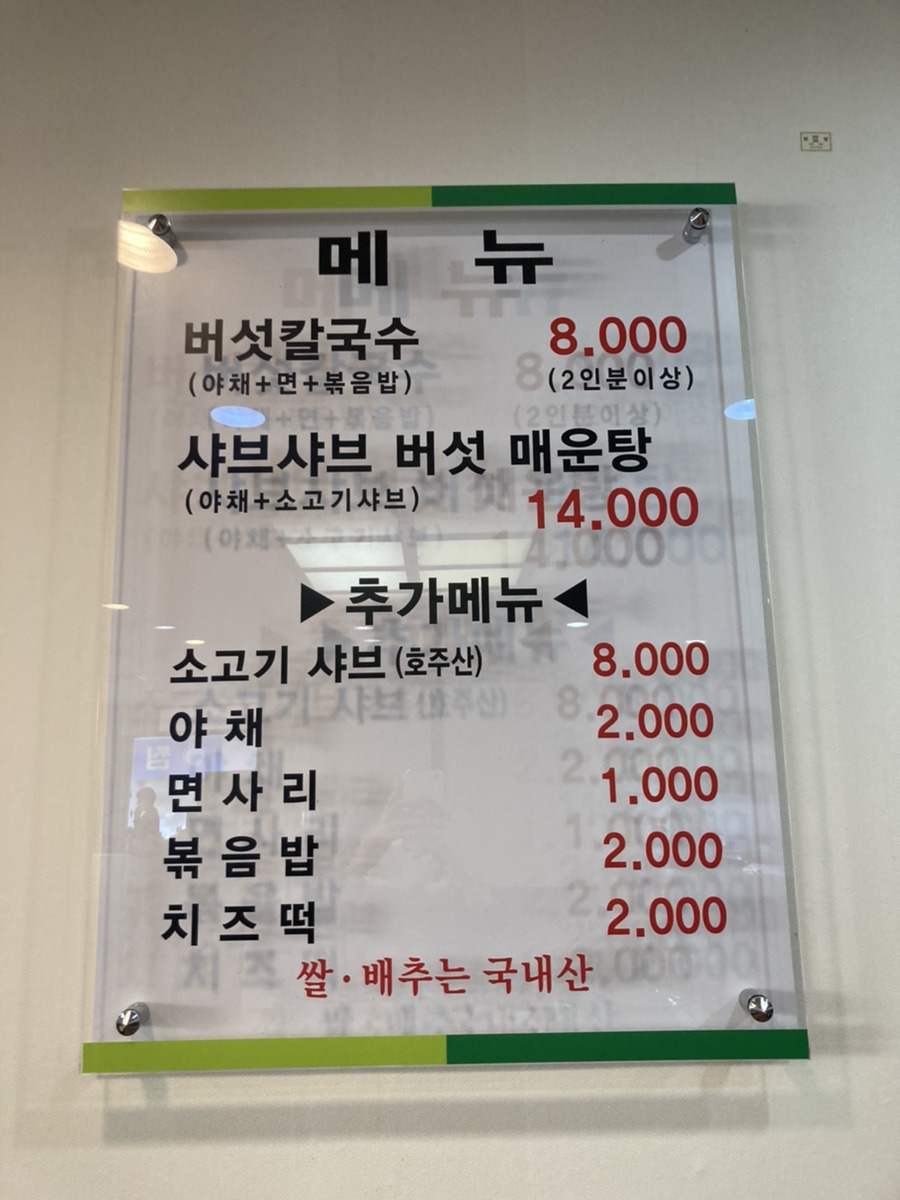 메 뉴
버섯칼국수 8.000
(야채+면+볶음밥) (2인분이상)
샤브샤브 버섯 매운탕
(야채+소고기샤브) 14.000
▶추가메뉴◀
소고기 샤브(호주산) 8.000
야 채 2.000
면 사 리 1.000
볶 음 밥 2.000
치 즈 떡 2.000
쌀·배추는 국내산